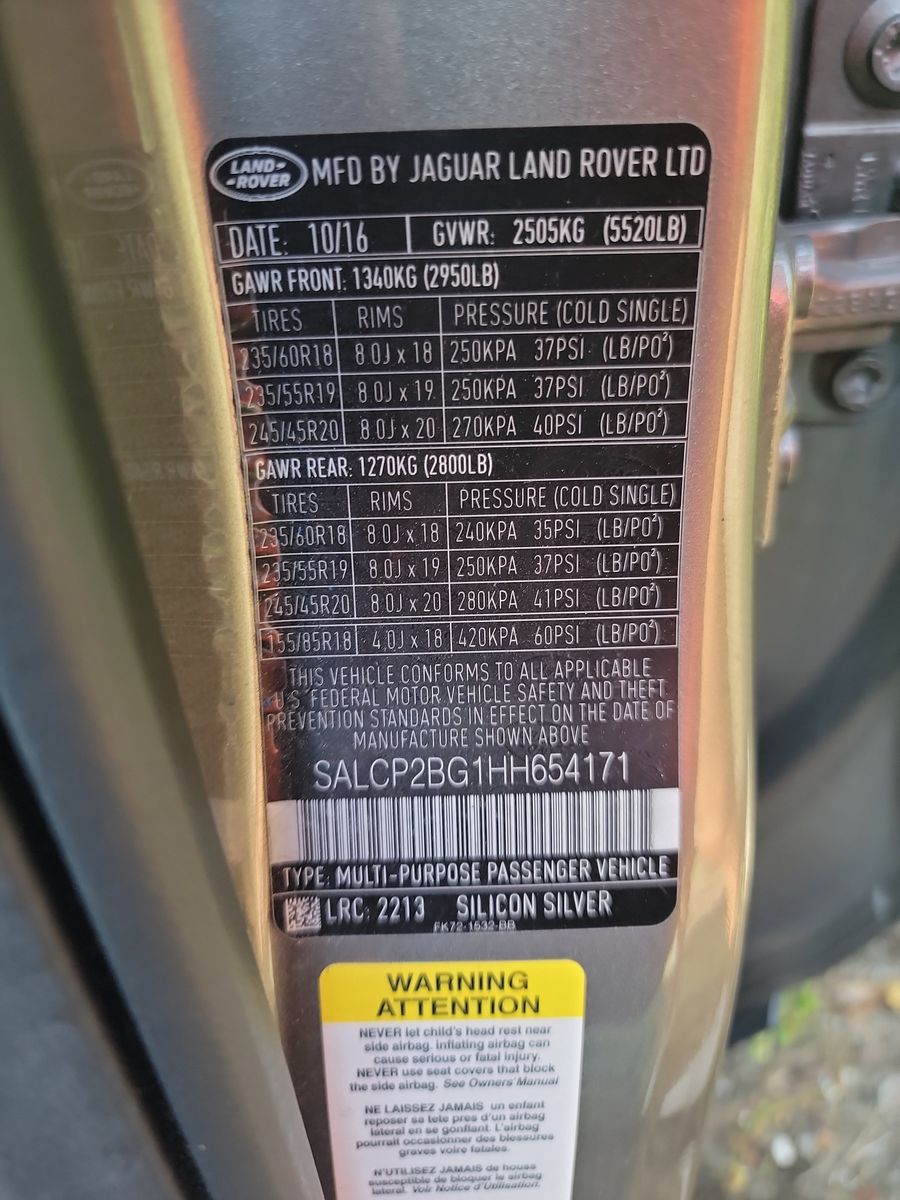 LAND-
-ROVER
MFD BY JAGUAR LAND ROVER LTD
DATE: 10/16 GVWR: 2505KG (5520LB)
GAWR FRONT: 1340KG (2950LB)
TIRES RIMS PRESSURE (COLD SINGLE)
235/60R18 8.0J x 18 250KPA 37PSI (LB/PO²)
235/55R19 8.0J x 19 250KPA 37PSI (LB/PO²)
245/45R20 8.0J x 20 270KPA 40PSI (LB/PO²)
GAWR REAR: 1270KG (2800LB)
TIRES RIMS PRESSURE (COLD SINGLE)
235/60R18 8.0J x 18 240KPA 35PSI (LB/PO²)
235/55R19 8.0J x 19 250KPA 37PSI (LB/PO²)
245/45R20 8.0J x 20 280KPA 41PSI (LB/PO²)
155/85R18 4.0J x 18 420KPA 60PSI (LB/PO²)
THIS VEHICLE CONFORMS TO ALL APPLICABLE
U.S. FEDERAL MOTOR VEHICLE SAFETY AND THEFT
PREVENTION STANDARDS IN EFFECT ON THE DATE OF
MANUFACTURE SHOWN ABOVE
SALCP2BG1HH654171
TYPE: MULTI-PURPOSE PASSENGER VEHICLE
LRC: 2213 SILICON SILVER
FK72-1532-BB
WARNING
ATTENTION
NEVER let child's head rest near
side airbag. Inflating airbag can
cause serious or fatal injury.
NEVER use seat covers that block
the side airbag. See Owners Manual
NE LAISSEZ JAMAIS un enfant
reposer sa tete pres d'un airbag
lateral en se gonflant. L'airbag
pourrait occasionner des blessures
graves voire fatales.
N'UTILISEZ JAMAIS de house
susceptible de bloquer le airbag
lateral. Voir Notice d'Utilisation.